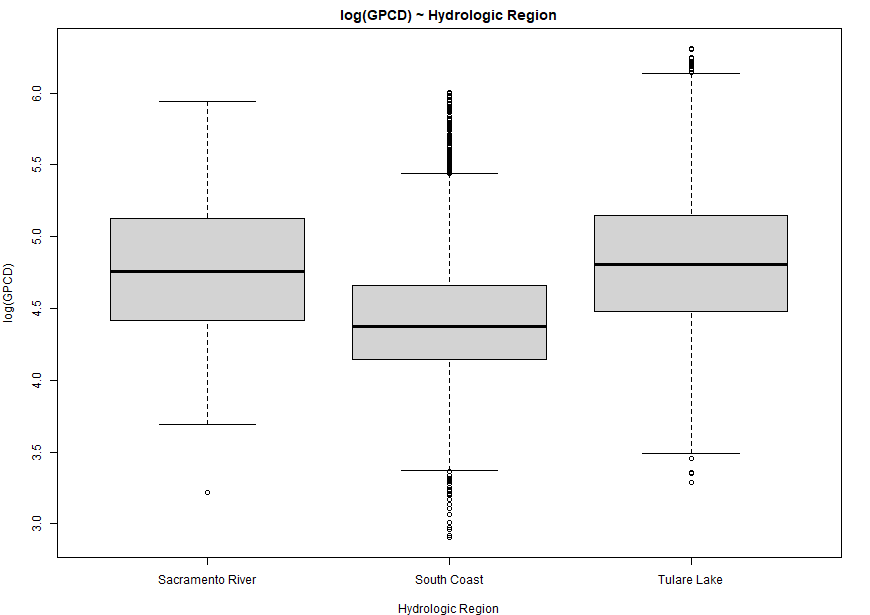 log(GPCD) ~ Hydrologic Region
log(GPCD)
6.0
5.5
5.0
4.5
4.0
3.5
3.0
Sacramento River
South Coast
Tulare Lake
Hydrologic Region